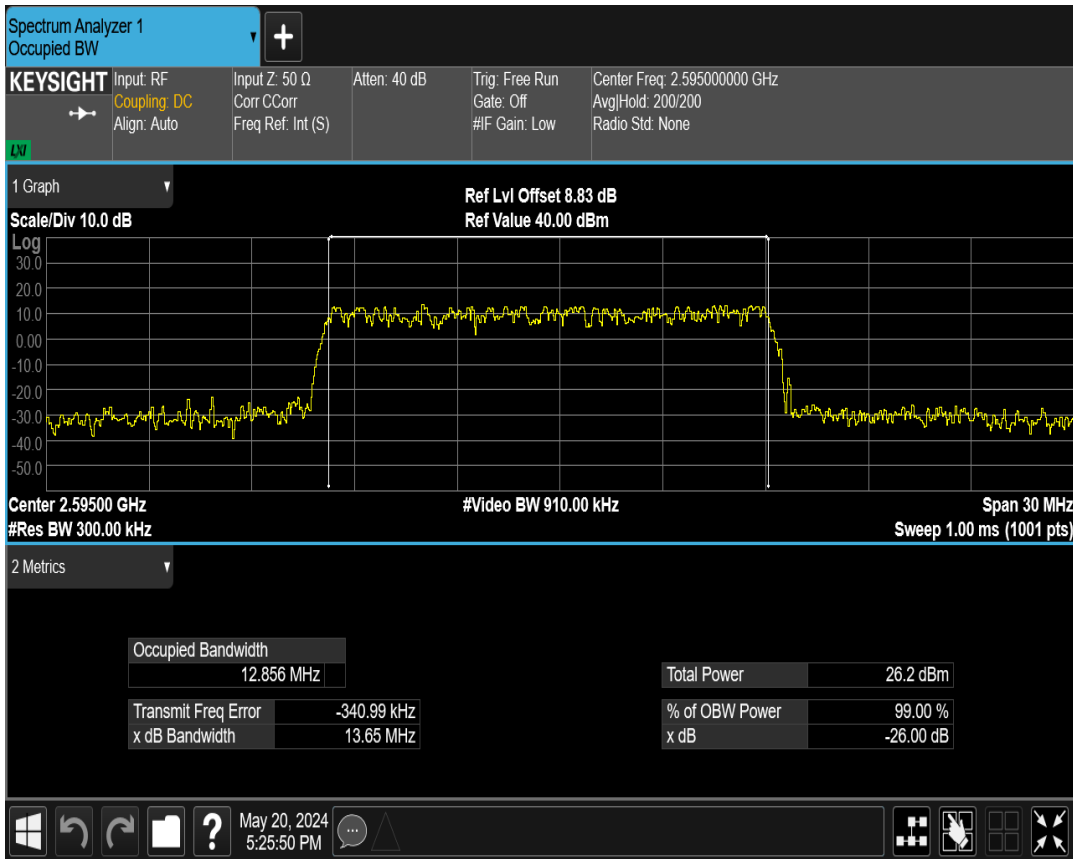 Spectrum Analyzer 1
Occupied BW
KEYSIGHT
LXI
Input: RF
Coupling: DC
Align: Auto
Input Z: 50 Ω
Corr CCorr
Freq Ref: Int (S)
Atten: 40 dB
Trig: Free Run
Gate: Off
#IF Gain: Low
Center Freq: 2.595000000 GHz
Avg|Hold: 200/200
Radio Std: None
1 Graph
Scale/Div 10.0 dB
Ref Lvl Offset 8.83 dB
Ref Value 40.00 dBm
Log
30.0
20.0
10.0
0.00
-10.0
-20.0
-30.0
-40.0
-50.0
Center 2.59500 GHz
#Video BW 910.00 kHz
Span 30 MHz
#Res BW 300.00 kHz
Sweep 1.00 ms (1001 pts)
2 Metrics
Occupied Bandwidth
12.856 MHz
Total Power 26.2 dBm
Transmit Freq Error -340.99 kHz
% of OBW Power 99.00 %
x dB Bandwidth 13.65 MHz
x dB -26.00 dB
May 20, 2024
5:25:50 PM